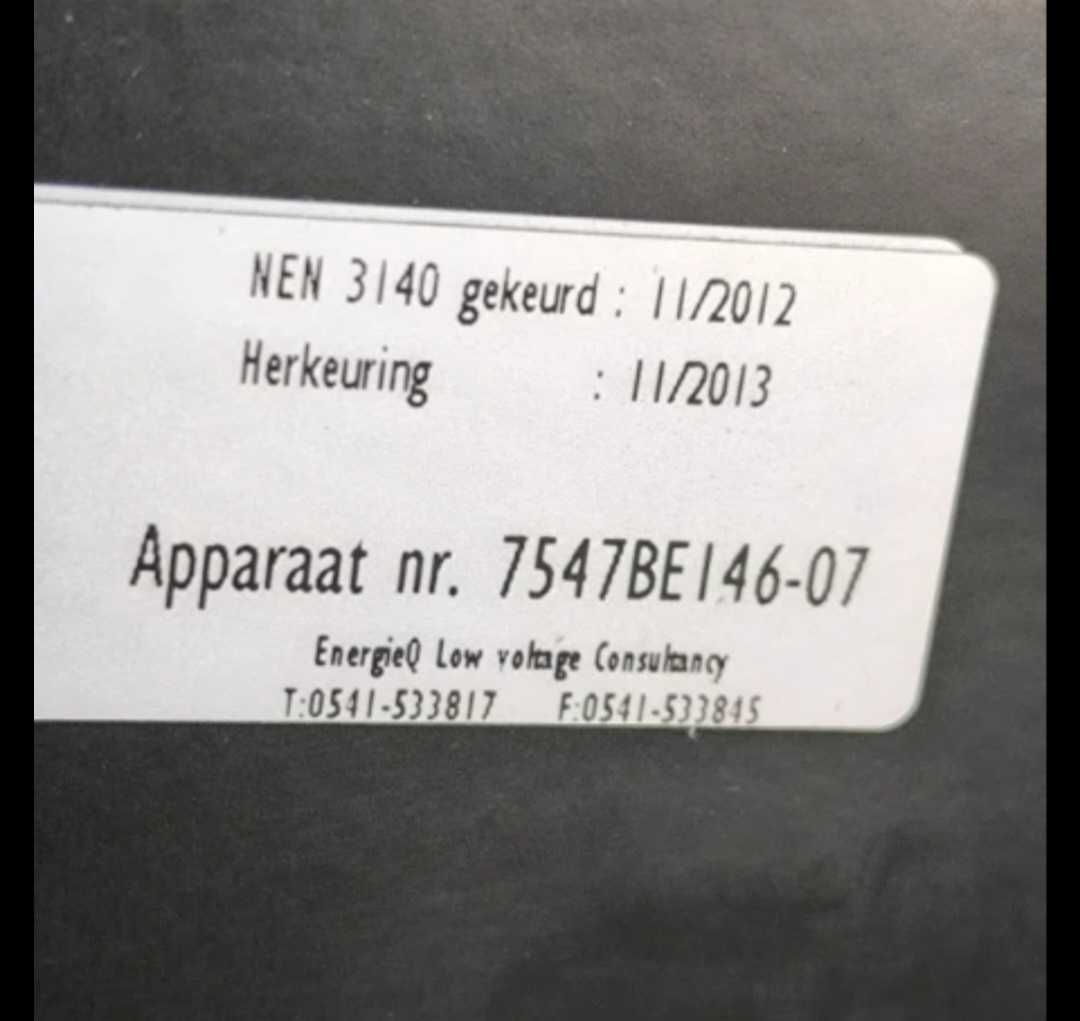 NEN 3140 gekeurd : 11/2012
Herkeuring : 11/2013
Apparaat nr. 7547BE146-07
EnergieQ Low voltage Consultancy
T:0541-533817 F:0541-533845